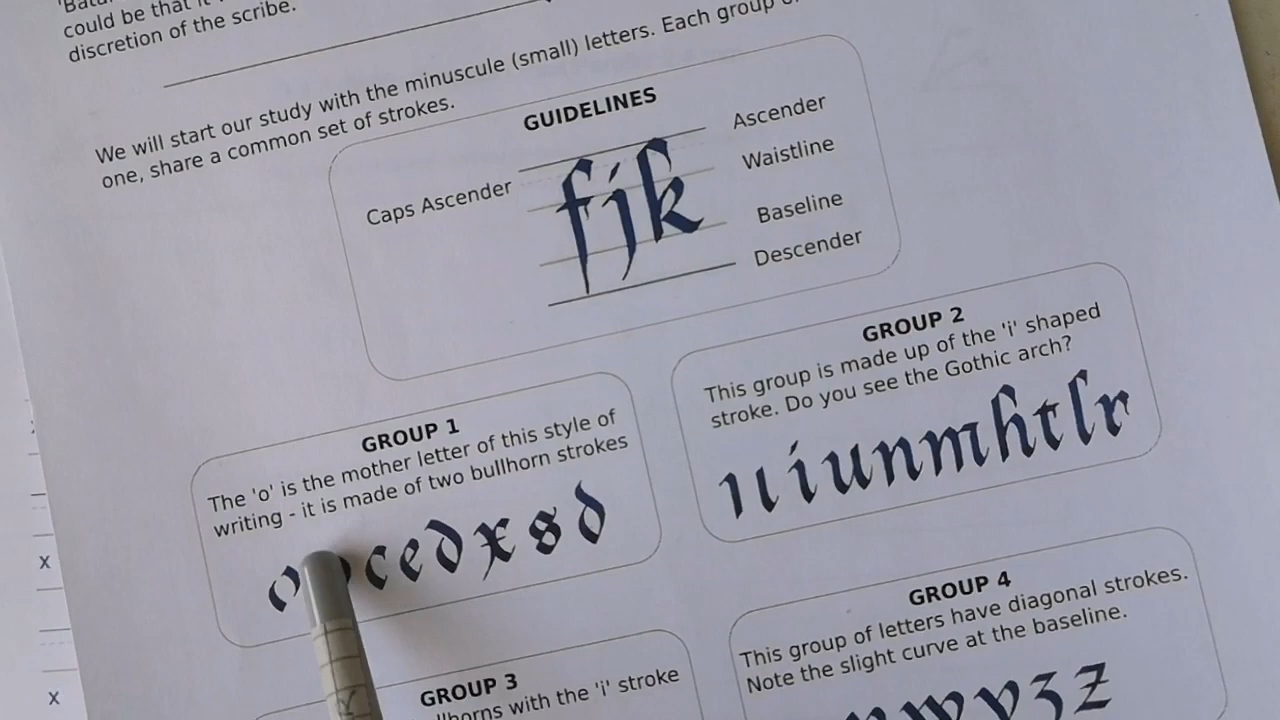 'Batar
could be that it
discretion of the scribe.
We will start our study with the minuscule (small) letters. Each group
one, share a common set of strokes.
GUIDELINES
Caps Ascender
fjk
Ascender
Waistline
Baseline
Descender
GROUP 1
The 'o' is the mother letter of this style of
writing - it is made of two bullhorn strokes
o c e d x s d
GROUP 2
This group is made up of the 'i' shaped
stroke. Do you see the Gothic arch?
ı ı i u n m h t l r
GROUP 3
with the 'i' stroke
GROUP 4
This group of letters have diagonal strokes.
Note the slight curve at the baseline.
w y 3 z
x
x